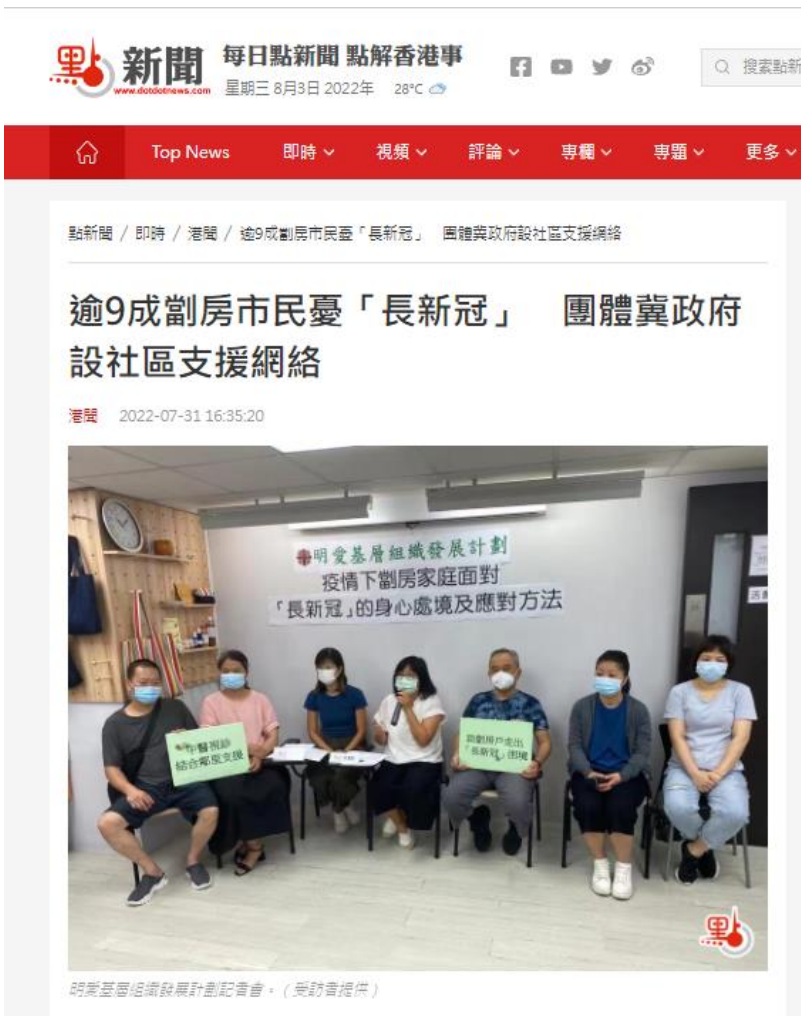 點新聞
www.dotdotnews.com
每日點新聞 點解香港事
星期三 8月3日 2022年 28°C
搜索點新
Top News 即時 視頻 評論 專欄 專題 更多
點新聞 / 即時 / 港聞 / 逾9成劏房市民憂「長新冠」 團體冀政府設社區支援網絡
逾9成劏房市民憂「長新冠」 團體冀政府
設社區支援網絡
港聞 2022-07-31 16:35:20
明愛基層組織發展計劃
疫情下劏房家庭面對
「長新冠」的身心處境及應對方法
中醫視診
結合鄰里支援
劏房戶走出
「長新冠」困境
點
明愛基層組織發展計劃記者會。(受訪者提供)